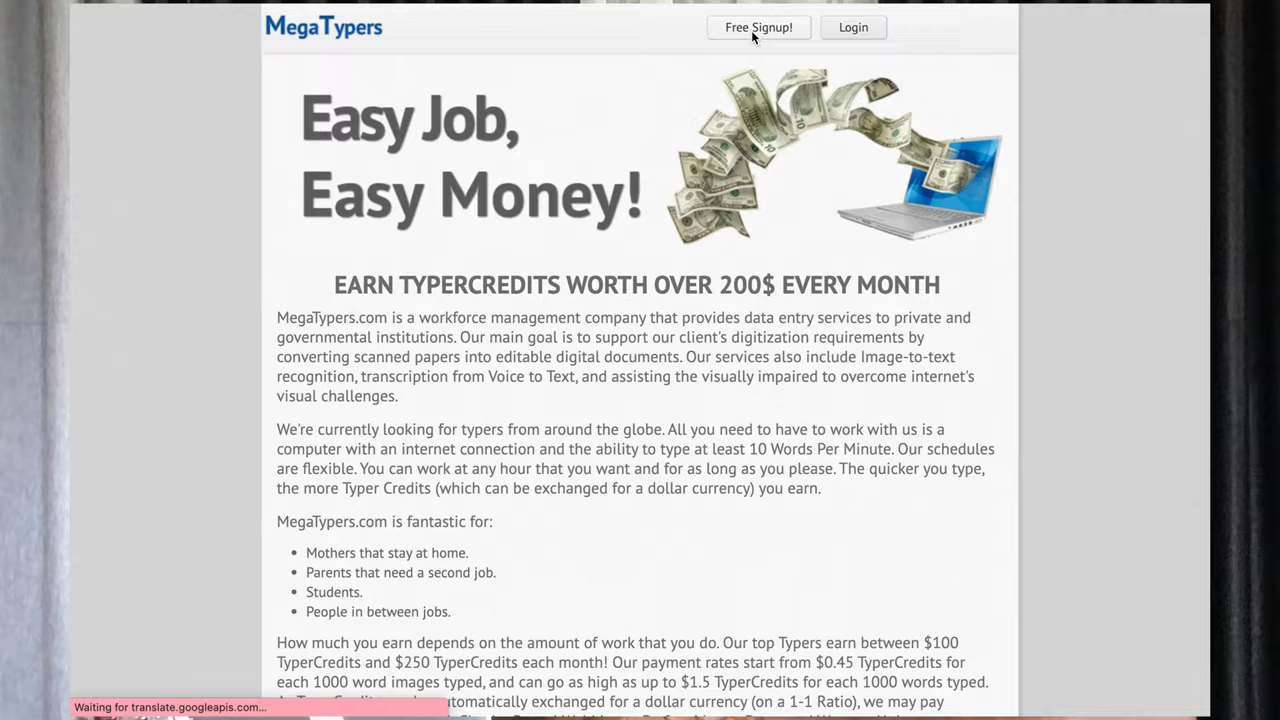 MegaTypers
Free Signup!
Login
Easy Job,
Easy Money!
EARN TYPERCREDITS WORTH OVER 200$ EVERY MONTH
MegaTypers.com is a workforce management company that provides data entry services to private and
governmental institutions. Our main goal is to support our client's digitization requirements by
converting scanned papers into editable digital documents. Our services also include Image-to-text
recognition, transcription from Voice to Text, and assisting the visually impaired to overcome internet's
visual challenges.
We're currently looking for typers from around the globe. All you need to have to work with us is a
computer with an internet connection and the ability to type at least 10 Words Per Minute. Our schedules
are flexible. You can work at any hour that you want and for as long as you please. The quicker you type,
the more Typer Credits (which can be exchanged for a dollar currency) you earn.
MegaTypers.com is fantastic for:
• Mothers that stay at home.
• Parents that need a second job.
• Students.
• People in between jobs.
How much you earn depends on the amount of work that you do. Our top Typers earn between $100
TyperCredits and $250 TyperCredits each month! Our payment rates start from $0.45 TyperCredits for
each 1000 word images typed, and can go as high as up to $1.5 TyperCredits for each 1000 words typed.
exchanged for a dollar currency (on a 1-1 Ratio), we may pay
Waiting for translate.googleapis.com...